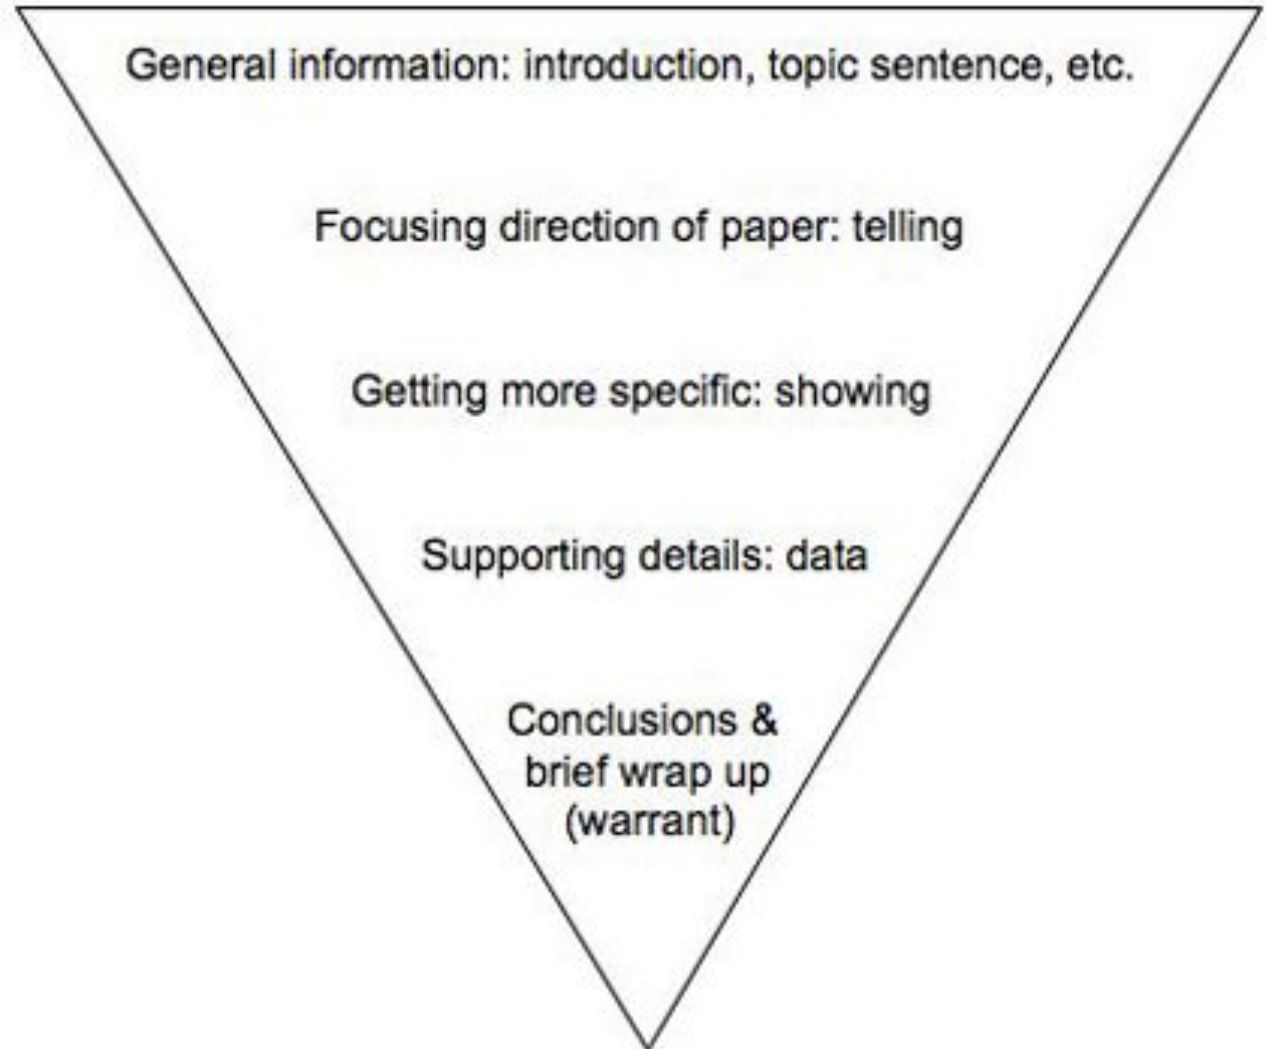 General information: introduction, topic sentence, etc.
Focusing direction of paper: telling
Getting more specific: showing
Supporting details: data
Conclusions &
brief wrap up
(warrant)